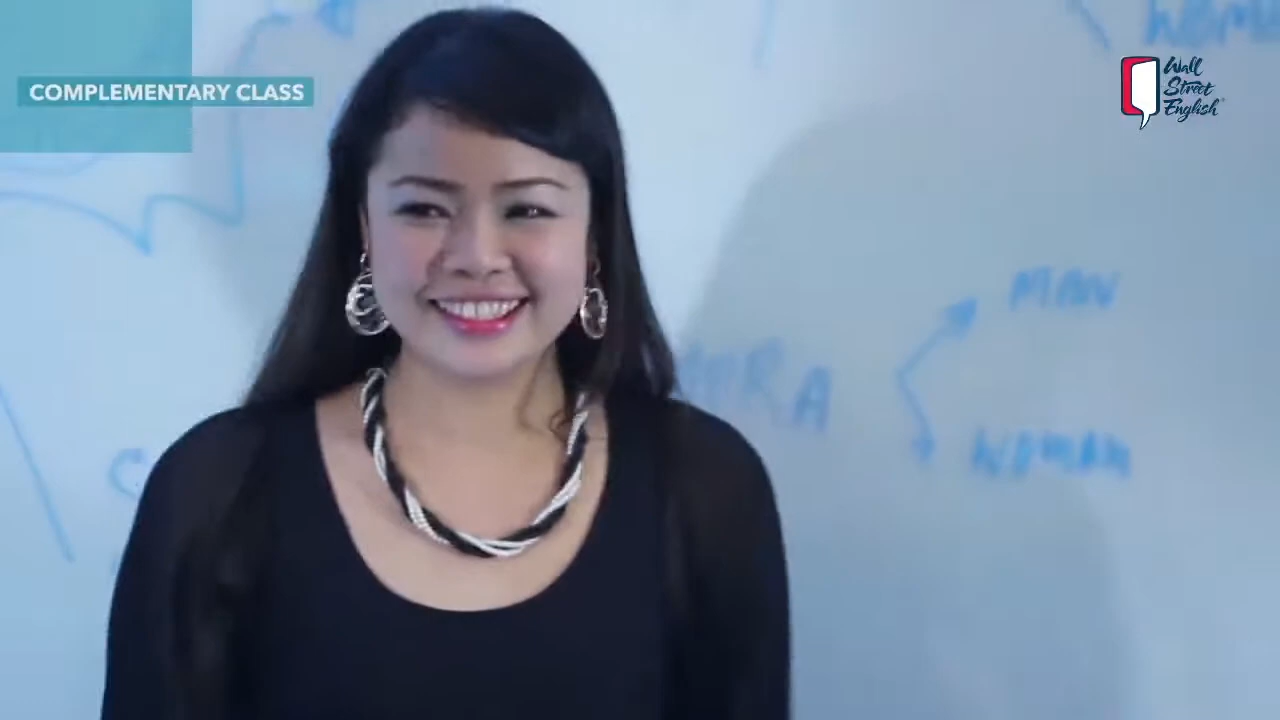 COMPLEMENTARY CLASS
Wall
Street
English
MAN
WOMAN